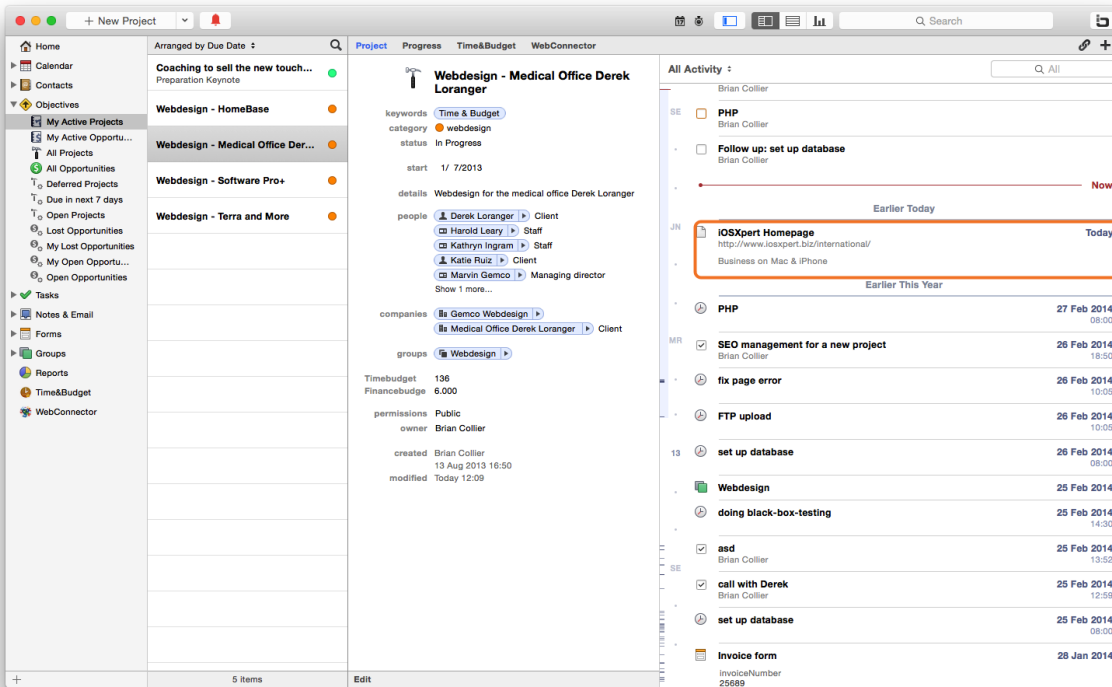 + New Project
Search
Home
Calendar
Contacts
Objectives
My Active Projects
My Active Opportu...
All Projects
All Opportunities
Deferred Projects
Due in next 7 days
Open Projects
Lost Opportunities
My Lost Opportunities
My Open Opportu...
Open Opportunities
Tasks
Notes & Email
Forms
Groups
Reports
Time&Budget
WebConnector
+
Arranged by Due Date
Coaching to sell the new touch...
Preparation Keynote
Webdesign - HomeBase
Webdesign - Medical Office Der...
Webdesign - Software Pro+
Webdesign - Terra and More
5 items
Project Progress Time&Budget WebConnector
Webdesign - Medical Office Derek
Loranger
keywords Time & Budget
category webdesign
status In Progress
start 1/ 7/2013
details Webdesign for the medical office Derek Loranger
people Derek Loranger Client
Harold Leary Staff
Kathryn Ingram Staff
Katie Ruiz Client
Marvin Gemco Managing director
Show 1 more...
companies Gemco Webdesign
Medical Office Derek Loranger Client
groups Webdesign
Timebudget 136
Financebudge 6.000
permissions Public
owner Brian Collier
created Brian Collier
13 Aug 2013 16:50
modified Today 12:09
Edit
All Activity
All
Brian Collier
SE
PHP
Brian Collier
Follow up: set up database
Brian Collier
Now
Earlier Today
JN
iOSXpert Homepage Today
http://www.iosxpert.biz/international/
Business on Mac & iPhone
Earlier This Year
PHP 27 Feb 2014
08:00
MR
SEO management for a new project 26 Feb 2014
Brian Collier 18:50
fix page error 26 Feb 2014
10:05
FTP upload 26 Feb 2014
10:05
13
set up database 26 Feb 2014
08:00
Webdesign 25 Feb 2014
doing black-box-testing 25 Feb 2014
14:30
asd 25 Feb 2014
Brian Collier 13:52
SE
call with Derek 25 Feb 2014
Brian Collier 12:59
set up database 25 Feb 2014
08:00
Invoice form 28 Jan 2014
invoiceNumber
25689